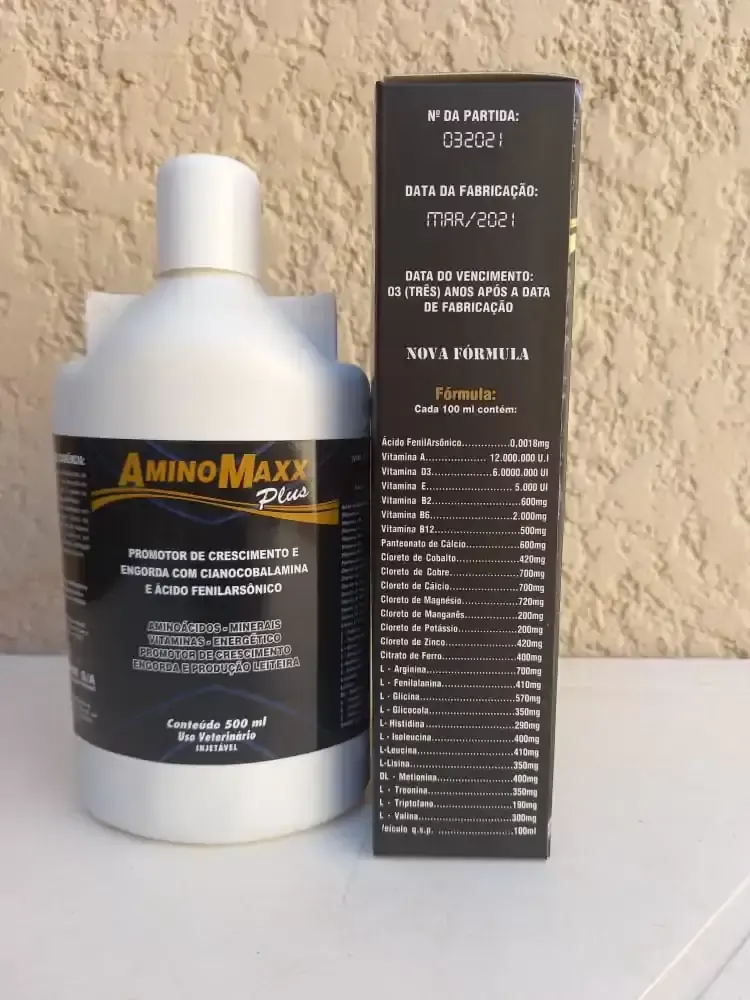 AMINOMAXX
Plus
PROMOTOR DE CRESCIMENTO E
ENGORDA COM CIANOCOBALAMINA
E ÁCIDO FENILARSÔNICO
AMINOÁCIDOS - MINERAIS
VITAMINAS - ENERGÉTICO
PROMOTOR DE CRESCIMENTO
ENGORDA E PRODUÇÃO LEITEIRA
Conteúdo 500 ml
Uso Veterinário
INJETÁVEL
Nº DA PARTIDA:
032021
DATA DA FABRICAÇÃO:
MAR/2021
DATA DO VENCIMENTO:
03 (TRÊS) ANOS APÓS A DATA
DE FABRICAÇÃO
NOVA FÓRMULA
Fórmula:
Cada 100 ml contém:
Ácido FenilArsônico...............0,0018mg
Vitamina A.................. 12.000.000 U.I
Vitamina D3..................6.0000.000 UI
Vitamina E.......................5.000 UI
Vitamina B2........................600mg
Vitamina B6.......................2.000mg
Vitamina B12.......................500mg
Panteonato de Cálcio................600mg
Cloreto de Cobalto..................420mg
Cloreto de Cobre....................700mg
Cloreto de Cálcio...................700mg
Cloreto de Magnésio.................720mg
Cloreto de Manganês.................200mg
Cloreto de Potássio.................200mg
Cloreto de Zinco....................420mg
Citrato de Ferro....................400mg
L - Arginina........................700mg
L - Fenilalanina....................410mg
L - Glicina.........................570mg
L - Glicocola.......................350mg
L- Histidina........................290mg
L - Isoleucina......................400mg
L-Leucina...........................410mg
L-Lisina............................350mg
DL - Metionina......................400mg
L - Treonina........................350mg
L - Triptofano......................190mg
L - Valina..........................300mg
q.s.p. ....................100ml